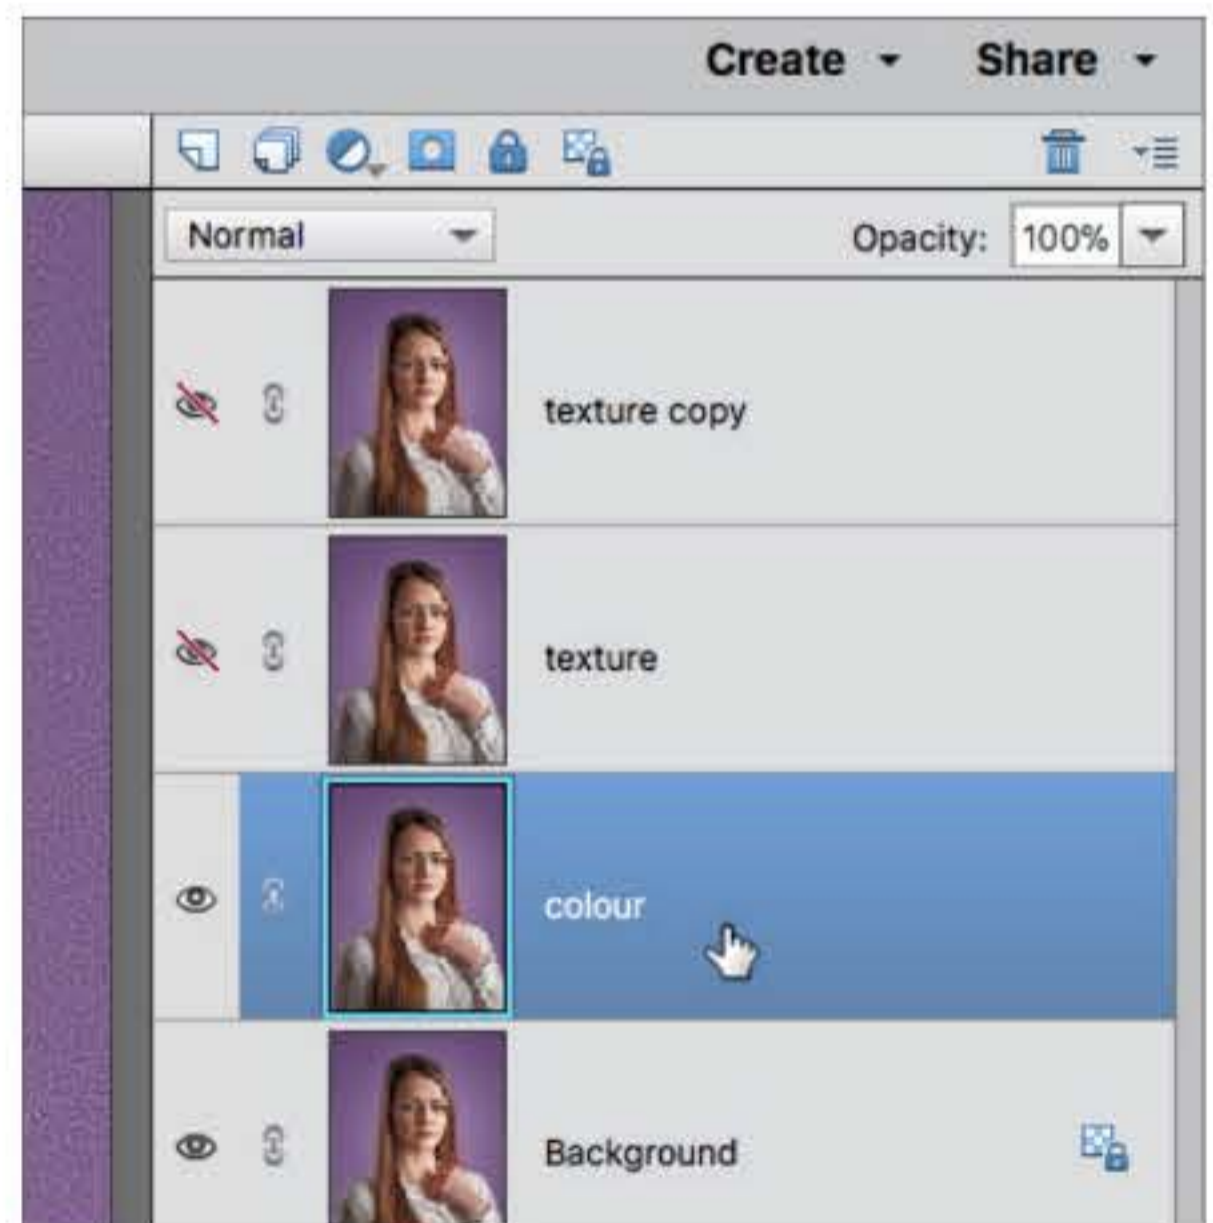 Create Share
Normal Opacity: 100%
texture copy
texture
colour
Background